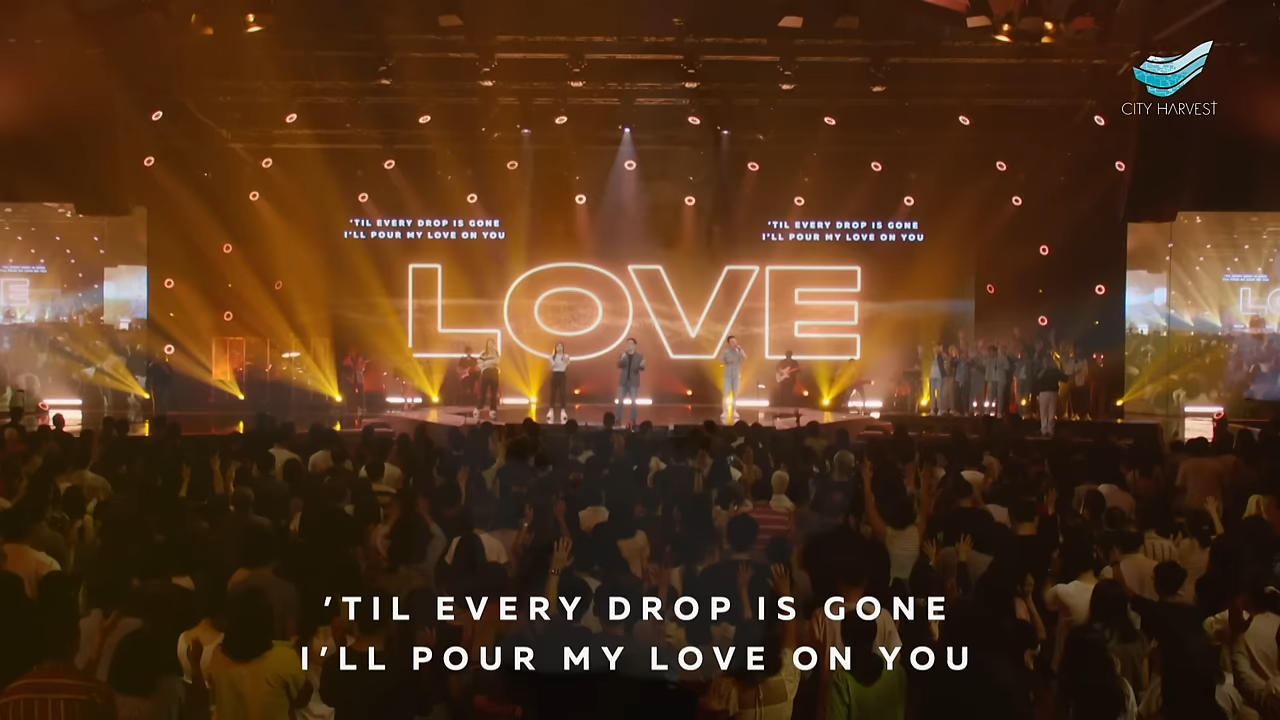 CITY HARVEST
'TIL EVERY DROP IS GONE
I'LL POUR MY LOVE ON YOU
'TIL EVERY DROP IS GONE
I'LL POUR MY LOVE ON YOU
LOVE
E
LO
'TIL EVERY DROP IS GONE
I'LL POUR MY LOVE ON YOU